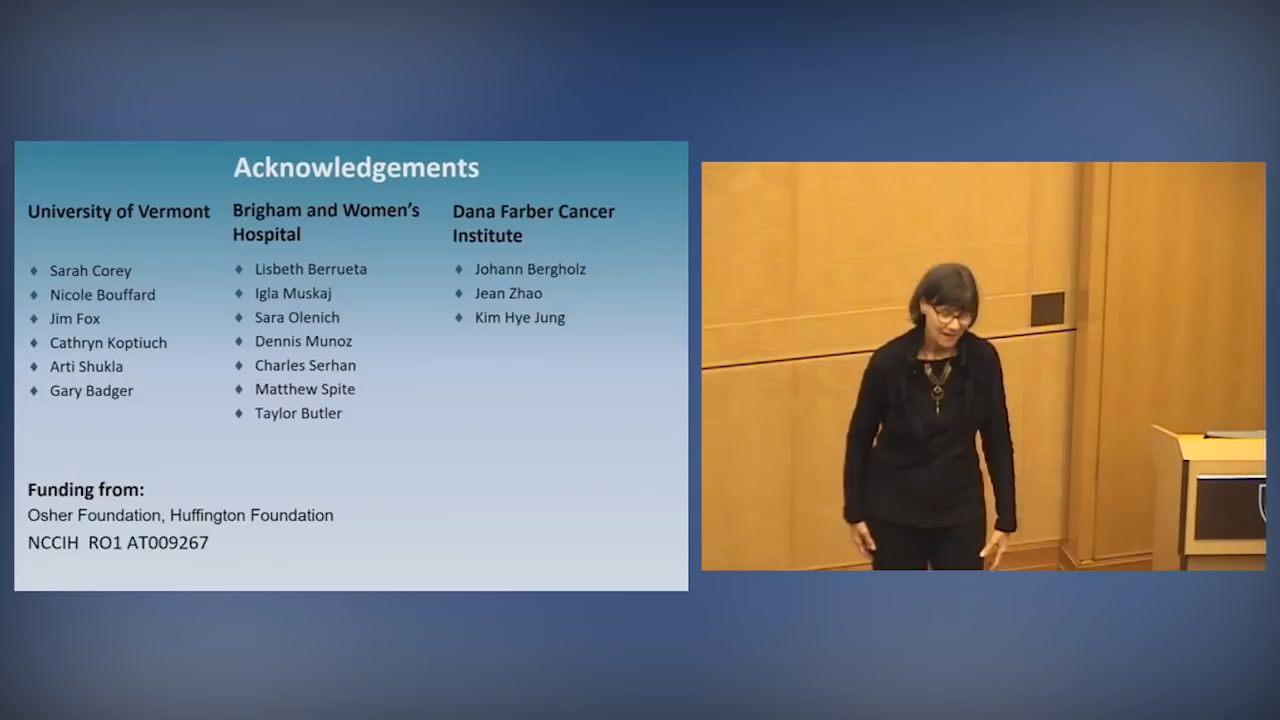 Acknowledgements
University of Vermont
Sarah Corey
Nicole Bouffard
Jim Fox
Cathryn Koptiuch
Arti Shukla
Gary Badger
Brigham and Women's
Hospital
Lisbeth Berrueta
Igla Muskaj
Sara Olenich
Dennis Munoz
Charles Serhan
Matthew Spite
Taylor Butler
Dana Farber Cancer
Institute
Johann Bergholz
Jean Zhao
Kim Hye Jung
Funding from:
Osher Foundation, Huffington Foundation
NCCIH RO1 AT009267